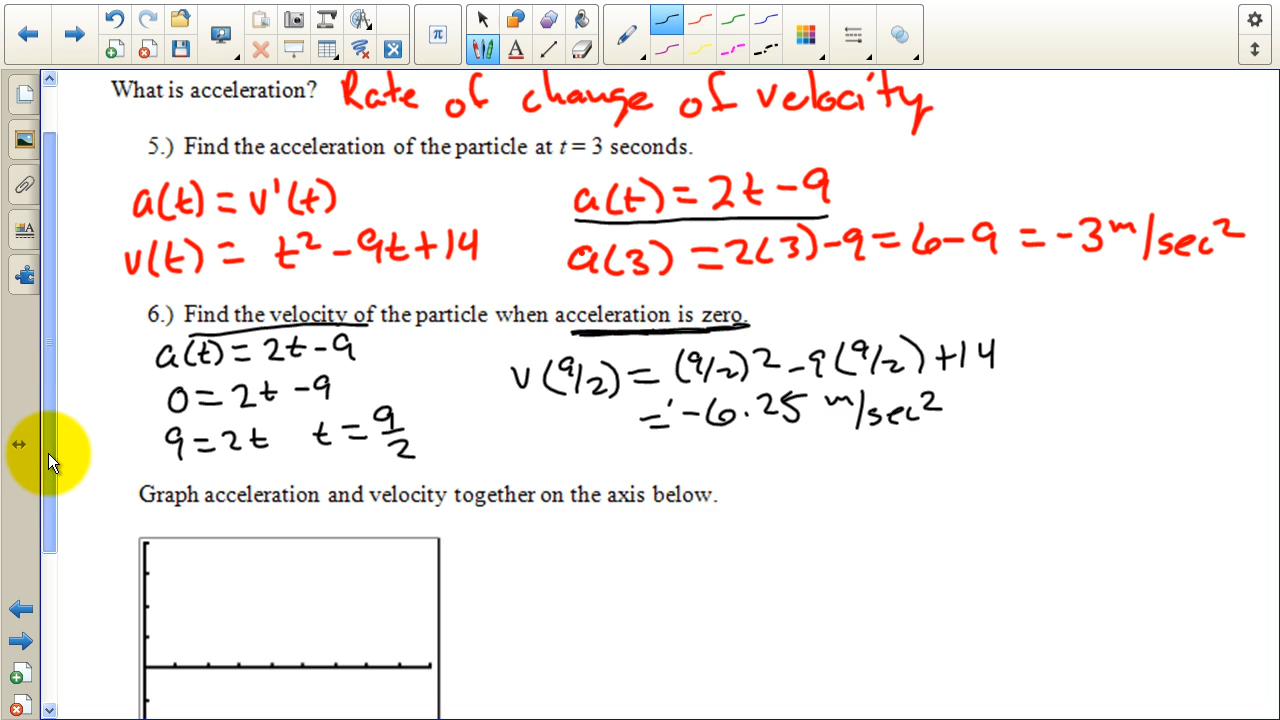 What is acceleration? Rate of change of velocity
5.) Find the acceleration of the particle at t = 3 seconds.
a(t) = v'(t)
v(t) = t² - 9t + 14
a(t) = 2t - 9
a(3) = 2(3) - 9 = 6 - 9 = -3 m/sec²
6.) Find the velocity of the particle when acceleration is zero.
a(t) = 2t - 9
0 = 2t - 9
9 = 2t t = 9/2
v(9/2) = (9/2)² - 9(9/2) + 14
= -6.25 m/sec²
Graph acceleration and velocity together on the axis below.